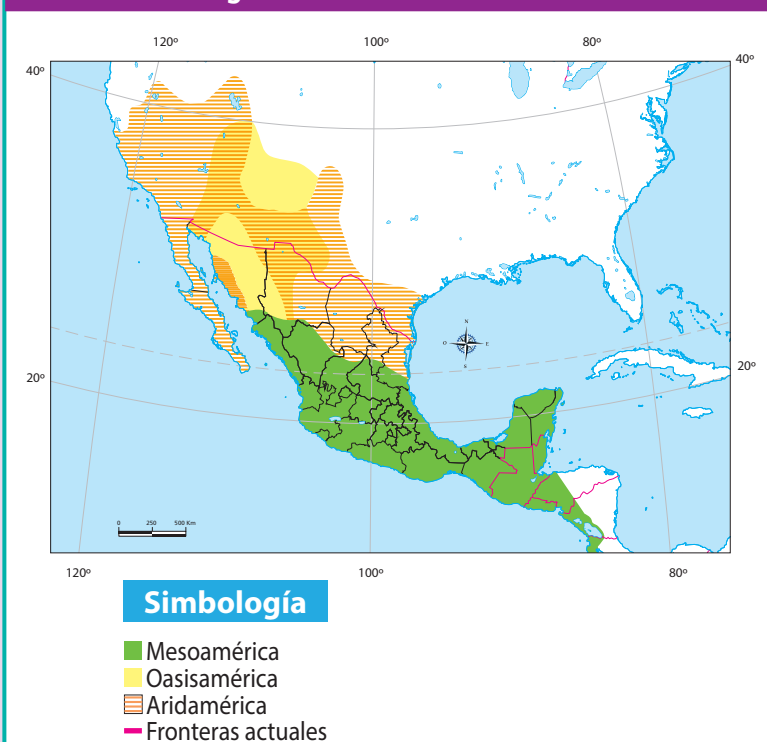 120º 100º 80º
40º 40º
20º 20º
N
O E
S
0 250 500 Km
120º 100º 80º
Simbología
Mesoamérica
Oasisamérica
Aridamérica
Fronteras actuales